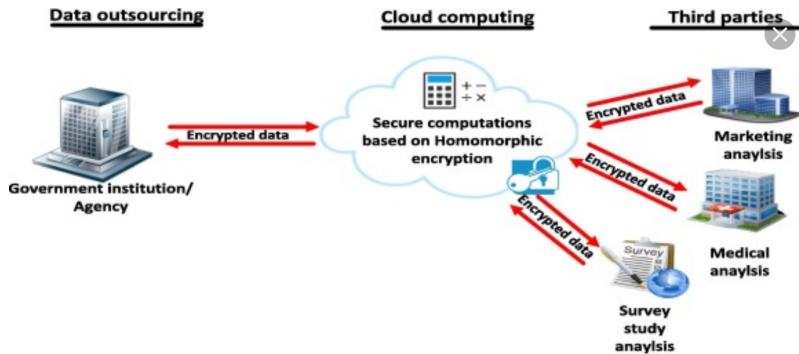 Data outsourcing
Cloud computing
Third parties
+ −
÷ ×
Secure computations
based on Homomorphic
encryption
Encrypted data
Government institution/
Agency
Encrypted data
Marketing
anaylsis
Encrypted data
Medical
anaylsis
Encrypted data
Survey
Survey
study
anaylsis